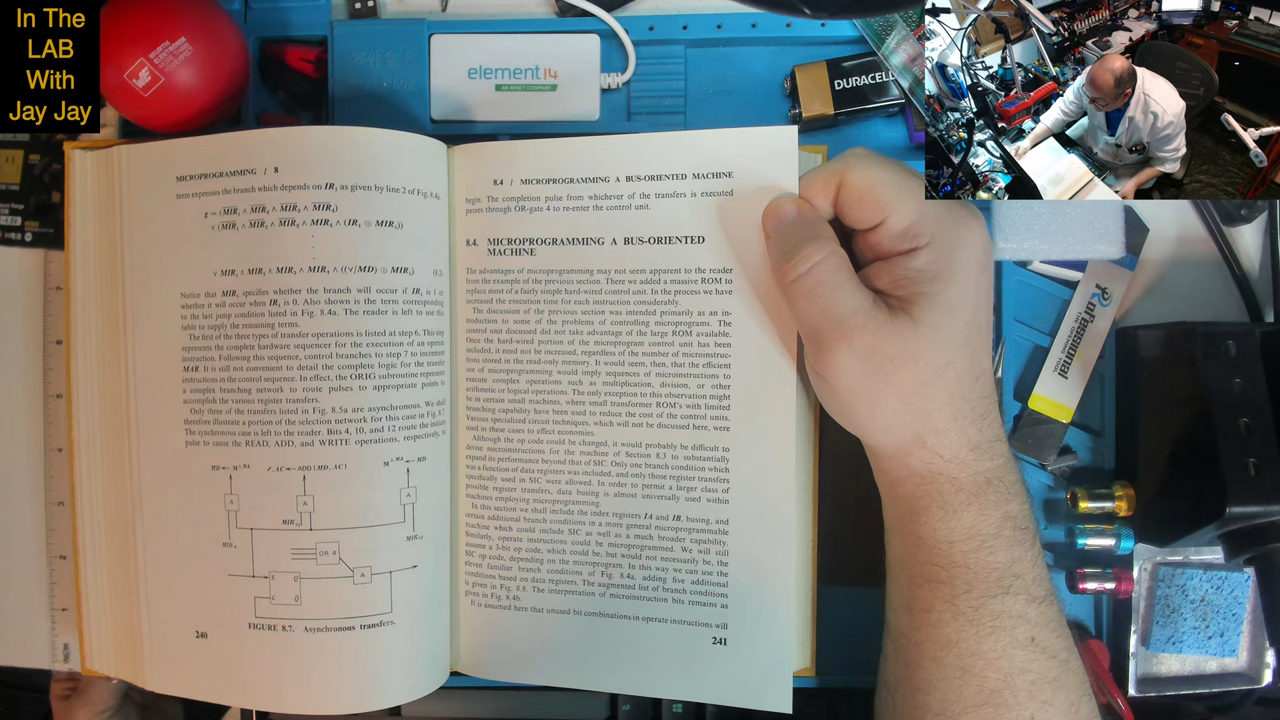 In The
LAB
With
Jay Jay
WURTH
ELEKTRONIK
MORE THAN
YOU EXPECT
element14
AN AVNET COMPANY
DURACELL
MICROPROGRAMMING / 8
term expresses the branch which depends on IR₁ as given by line 2 of Fig. 8.4a.
(8.2)
Notice that MIR₅ specifies whether the branch will occur if IR₁ is 1 or
whether it will occur when IR₁ is 0. Also shown is the term corresponding
to the last jump condition listed in Fig. 8.4a. The reader is left to use this
table to supply the remaining terms.
The first of the three types of transfer operations is listed at step 6. This step
represents the complete hardware sequencer for the execution of an operate
instruction. Following this sequence, control branches to step 7 to increment
MAR. It is still not convenient to detail the complete logic for the transfer
instructions in the control sequence. In effect, the ORIG subroutine represents
a complex branching network to route pulses to appropriate points to
accomplish the various register transfers.
Only three of the transfers listed in Fig. 8.5a are asynchronous. We shall
therefore illustrate a portion of the selection network for this case in Fig. 8.7.
The synchronous case is left to the reader. Bits 4, 10, and 12 route the initiate
pulse to cause the READ, ADD, and WRITE operations, respectively, to
A
A
A
OR 4
S Q
A
C Q̄
FIGURE 8.7. Asynchronous transfers.
240
8.4 / MICROPROGRAMMING A BUS-ORIENTED MACHINE
begin. The completion pulse from whichever of the transfers is executed
passes through OR-gate 4 to re-enter the control unit.
8.4. MICROPROGRAMMING A BUS-ORIENTED
MACHINE
The advantages of microprogramming may not seem apparent to the reader
from the example of the previous section. There we added a massive ROM to
replace most of a fairly simple hard-wired control unit. In the process we have
increased the execution time for each instruction considerably.
The discussion of the previous section was intended primarily as an in-
troduction to some of the problems of controlling microprograms. The
control unit discussed did not take advantage of the large ROM available.
Once the hard-wired portion of the microprogram control unit has been
included, it need not be increased, regardless of the number of microinstruc-
tions stored in the read-only memory. It would seem, then, that the efficient
use of microprogramming would imply sequences of microinstructions to
execute complex operations such as multiplication, division, or other
arithmetic or logical operations. The only exception to this observation might
be in certain small machines, where small transformer ROM's with limited
branching capability have been used to reduce the cost of the control units.
Various specialized circuit techniques, which will not be discussed here, were
used in these cases to effect economies.
Although the op code could be changed, it would probably be difficult to
devise microinstructions for the machine of Section 8.3 to substantially
expand its performance beyond that of SIC. Only one branch condition which
was a function of data registers was included, and only those register transfers
specifically used in SIC were allowed. In order to permit a larger class of
possible register transfers, data busing is almost universally used within
machines employing microprogramming.
In this section we shall include the index registers IA and IB, busing, and
certain additional branch conditions in a more general microprogrammable
machine which could include SIC as well as a much broader capability.
Similarly, operate instructions could be microprogrammed. We will still
assume a 3-bit op code, which could be, but would not necessarily be, the
SIC op code, depending on the microprogram. In this way we can use the
eleven familiar branch conditions of Fig. 8.4a, adding five additional
conditions based on data registers. The augmented list of branch conditions
is given in Fig. 8.8. The interpretation of microinstruction bits remains as
given in Fig. 8.4b.
It is assumed here that unused bit combinations in operate instructions will
241